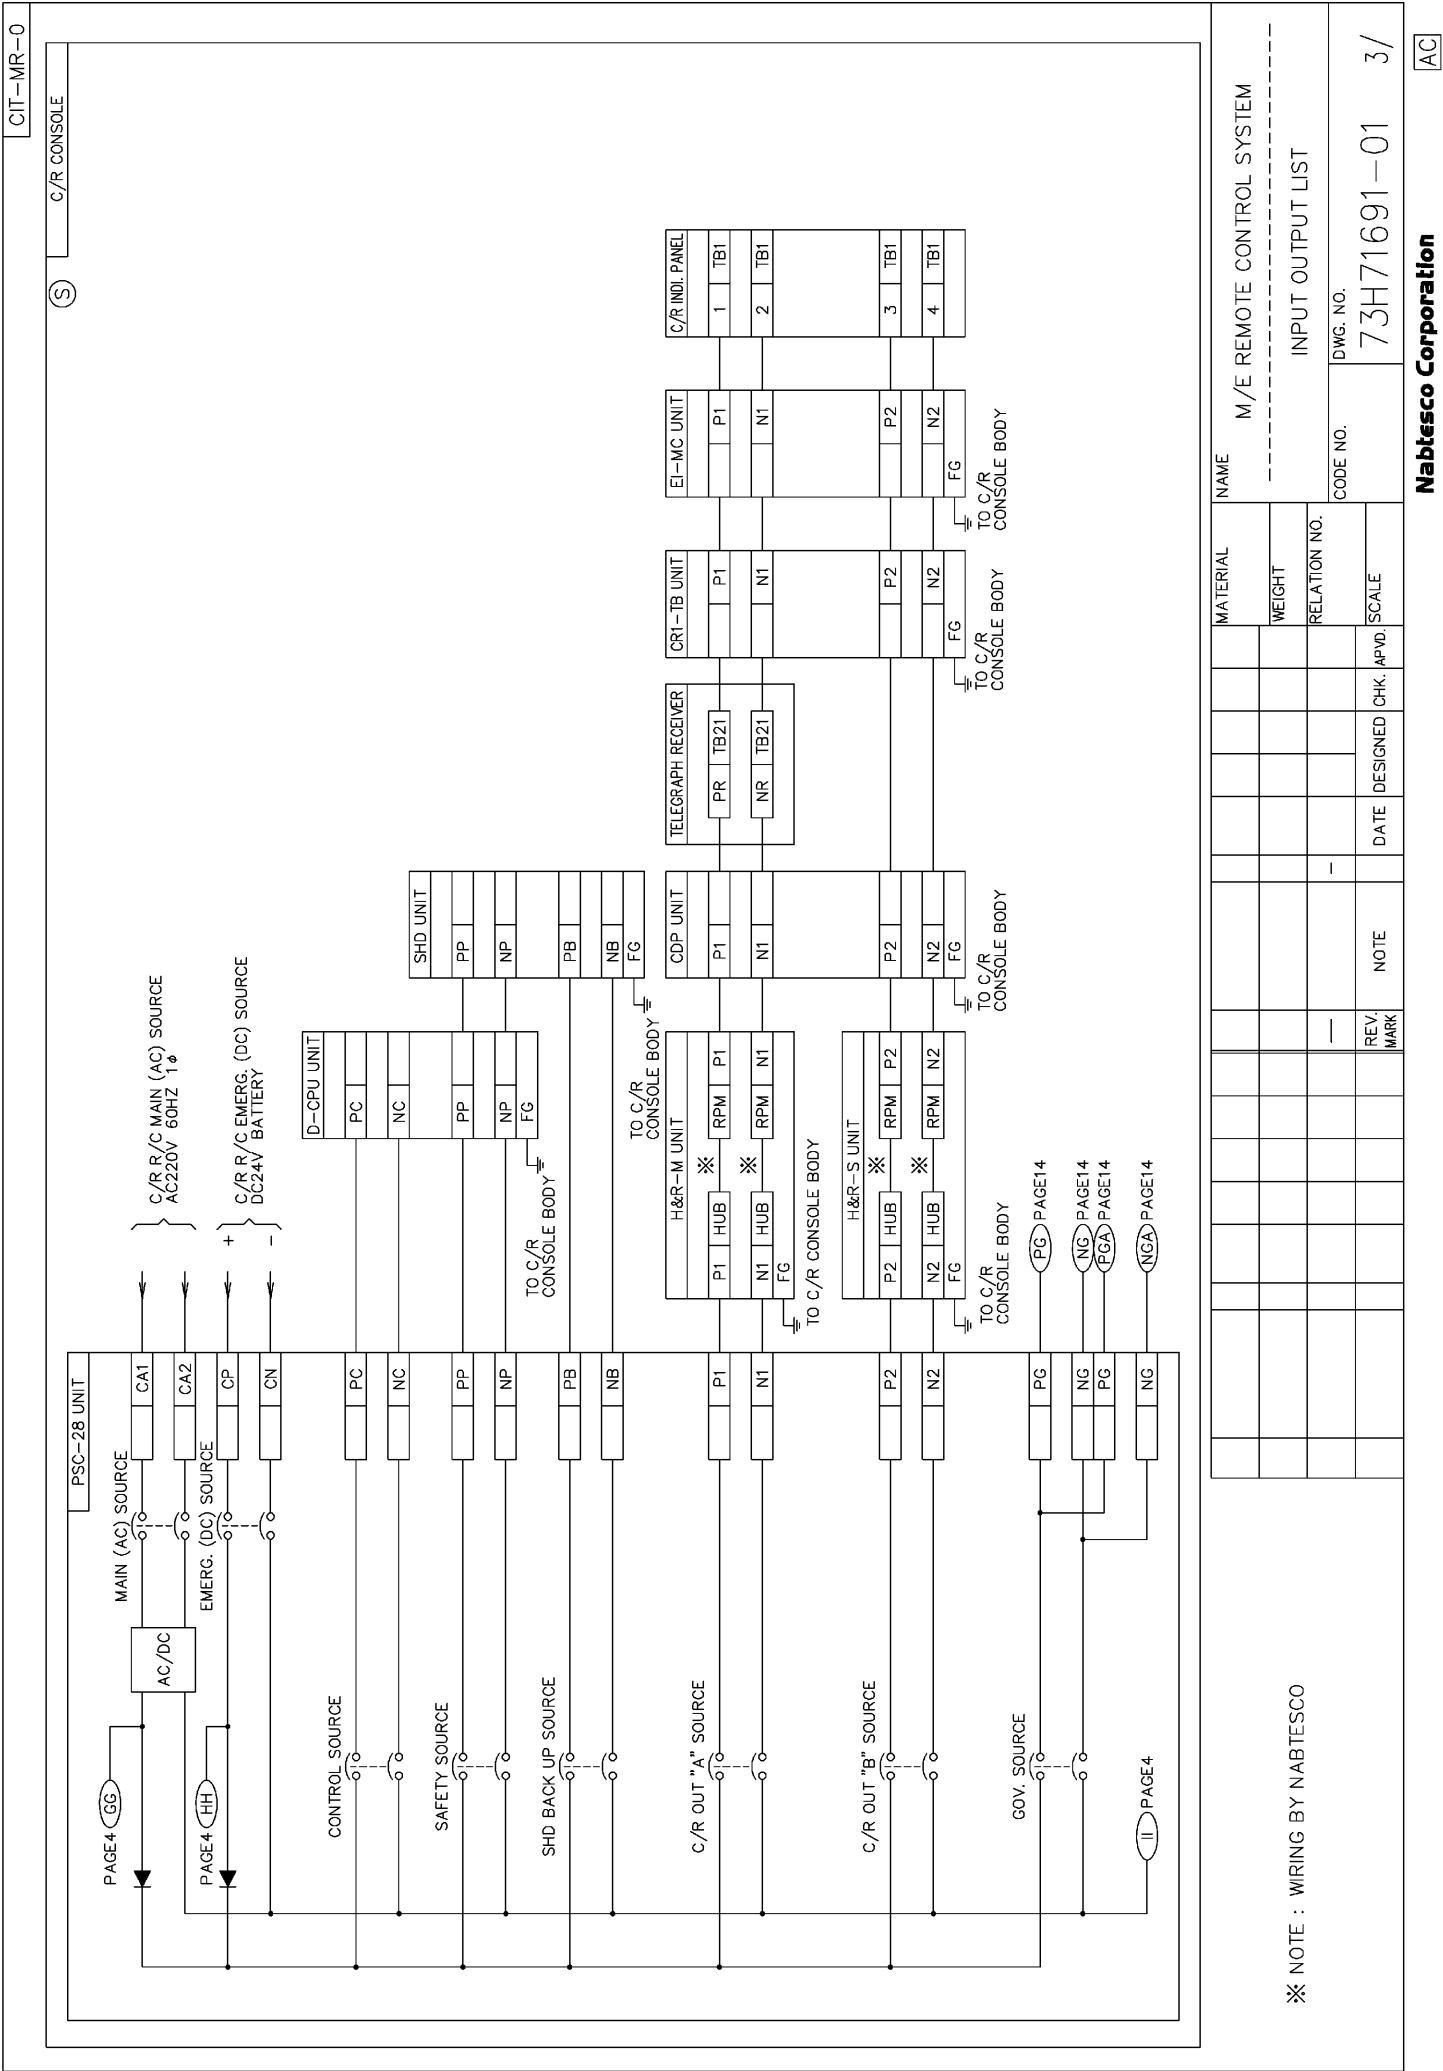 CIT-MR-0
C/R CONSOLE
S
PSC-28 UNIT
MAIN (AC) SOURCE
CA1
CA2
C/R R/C MAIN (AC) SOURCE
AC220V 60HZ 1φ
AC/DC
PAGE4 GG
EMERG. (DC) SOURCE
CP
CN
+
-
C/R R/C EMERG. (DC) SOURCE
DC24V BATTERY
PAGE4 HH
CONTROL SOURCE
PC
NC
D-CPU UNIT
PC
NC
PP
NP
FG
TO C/R
CONSOLE BODY
SAFETY SOURCE
PP
NP
SHD UNIT
PP
NP
PB
NB
FG
TO C/R
CONSOLE BODY
SHD BACK UP SOURCE
PB
NB
C/R OUT "A" SOURCE
P1
N1
H&R-M UNIT
P1 HUB ※ RPM P1
N1 HUB ※ RPM N1
FG
TO C/R CONSOLE BODY
C/R OUT "B" SOURCE
P2
N2
H&R-S UNIT
P2 HUB ※ RPM P2
N2 HUB ※ RPM N2
FG
TO C/R
CONSOLE BODY
CDP UNIT
P1
N1
P2
N2
FG
TO C/R
CONSOLE BODY
TELEGRAPH RECEIVER
PR TB21
NR TB21
CR1-TB UNIT
P1
N1
P2
N2
FG
TO C/R
CONSOLE BODY
EI-MC UNIT
P1
N1
P2
N2
FG
TO C/R
CONSOLE BODY
C/R INDI. PANEL
1 TB1
2 TB1
3 TB1
4 TB1
GOV. SOURCE
PG
NG
PG
NG
PG PAGE14
NG PAGE14
PGA PAGE14
NGA PAGE14
II PAGE4
※ NOTE : WIRING BY NABTESCO
—
-
REV. MARK
NOTE
DATE
DESIGNED
CHK.
APVD.
MATERIAL
WEIGHT
RELATION NO.
SCALE
NAME
M/E REMOTE CONTROL SYSTEM
INPUT OUTPUT LIST
CODE NO.
DWG. NO.
73H71691-01 3/
Nabtesco Corporation
AC